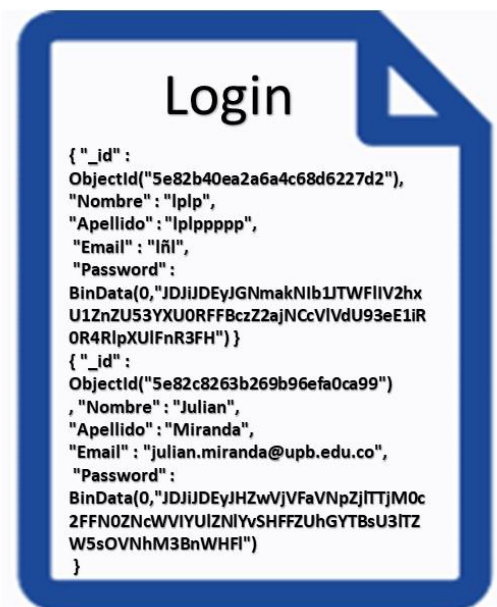 Login
{ "_id" :
ObjectId("5e82b40ea2a6a4c68d6227d2"),
"Nombre" : "lplp",
"Apellido" : "lplppppp",
"Email" : "lñl",
"Password" :
BinData(0,"JDJiJDEyJGNmakNIb1JTWFlIV2hx
U1ZnZU53YXU0RFFBczZ2ajNCcVlVdU93eE1iR
0R4RlpXUlFnR3FH") }
{ "_id" :
ObjectId("5e82c8263b269b96efa0ca99")
, "Nombre" : "Julian",
"Apellido" : "Miranda",
"Email" : "julian.miranda@upb.edu.co",
"Password" :
BinData(0,"JDJiJDEyJHZwVjVFaVNpZjlTTjM0c
2FFN0ZNcWVIYUlZNlYvSHFFZUhGYTBsU3lTZ
W5sOVNhM3BnWHFl")
}